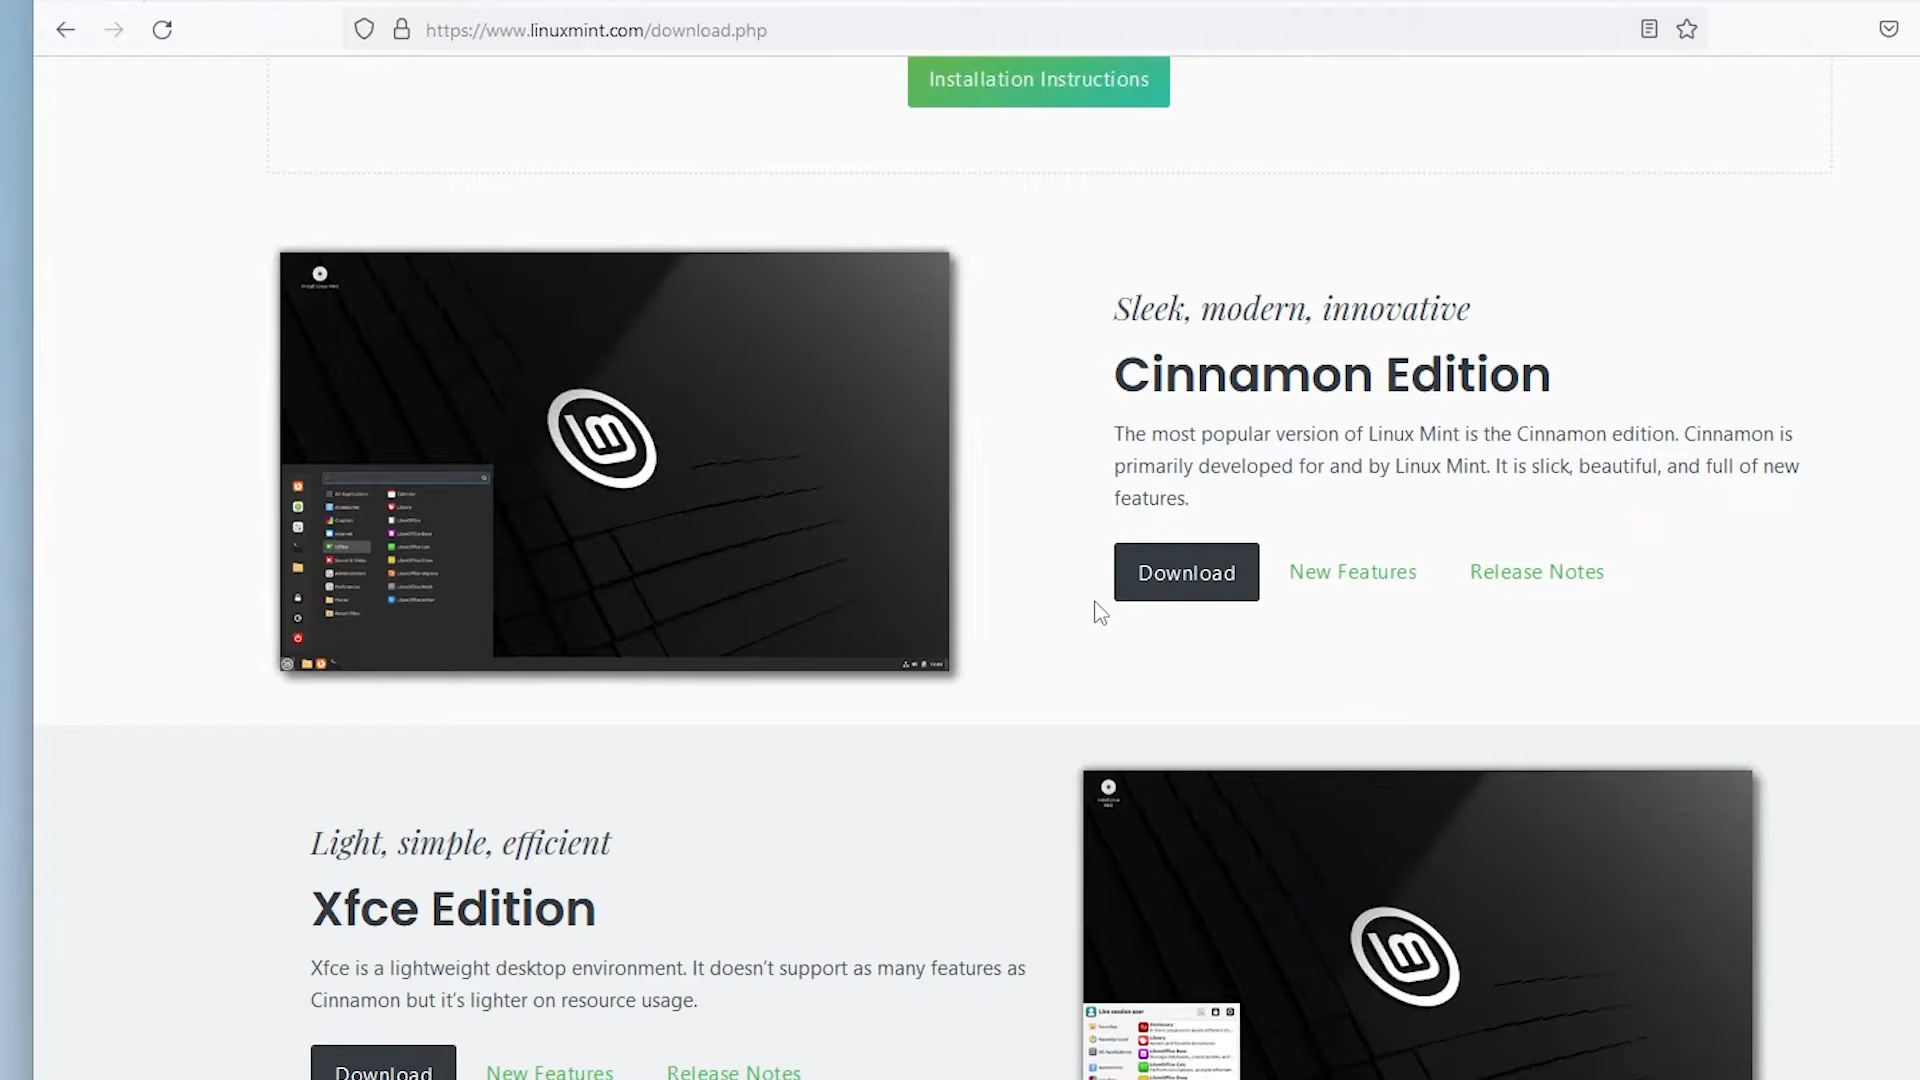 https://www.linuxmint.com/download.php
Installation Instructions
Sleek, modern, innovative
Cinnamon Edition
The most popular version of Linux Mint is the Cinnamon edition. Cinnamon is
primarily developed for and by Linux Mint. It is slick, beautiful, and full of new
features.
Download
New Features
Release Notes
Light, simple, efficient
Xfce Edition
Xfce is a lightweight desktop environment. It doesn’t support as many features as
Cinnamon but it’s lighter on resource usage.
Download
New Features
Release Notes
Live session user